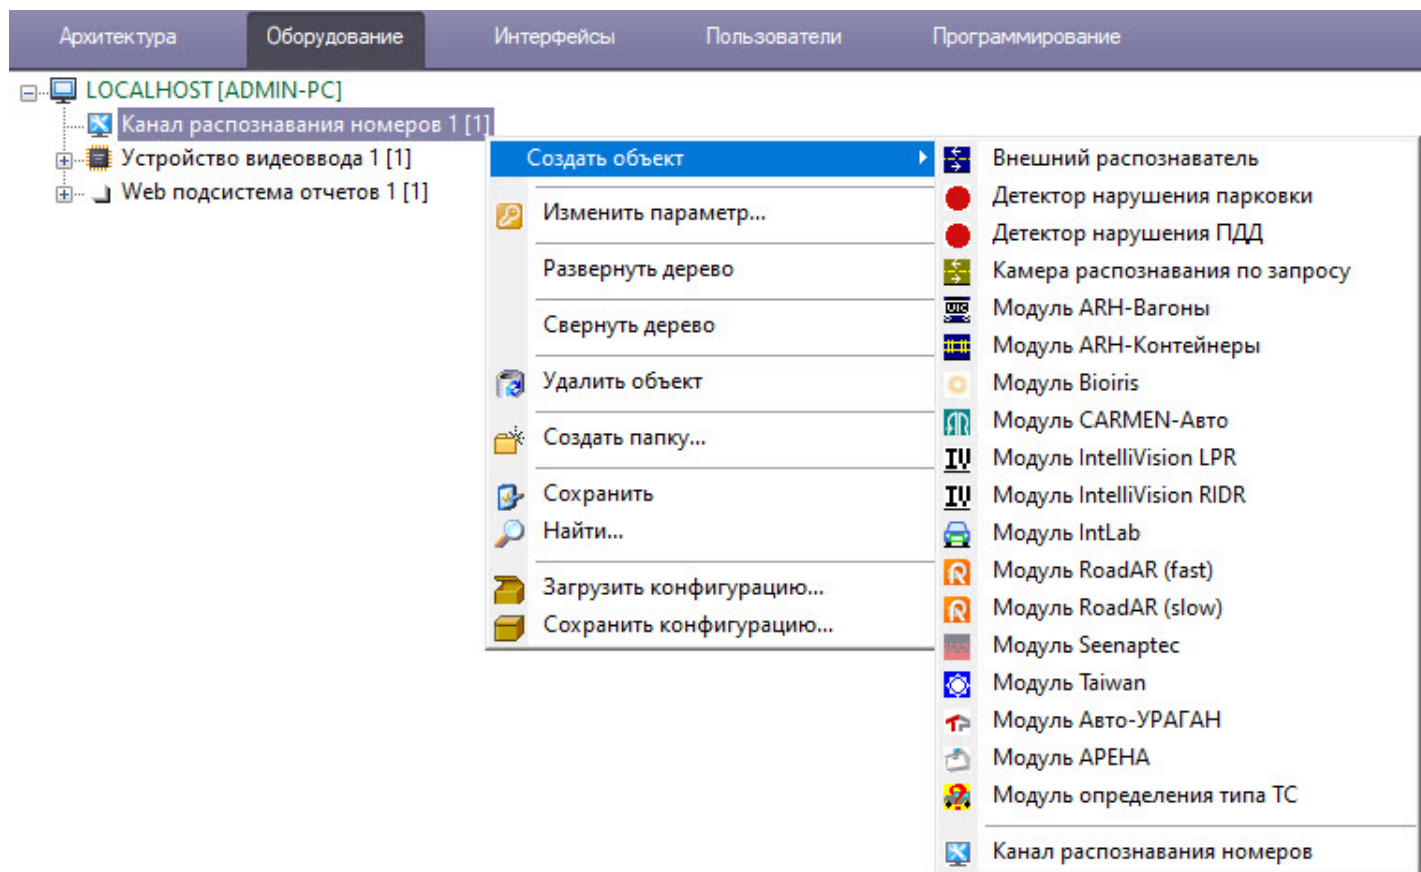 Архитектура Оборудование Интерфейсы Пользователи Программирование
LOCALHOST [ADMIN-PC]
Канал распознавания номеров 1 [1]
Устройство видеоввода 1 [1]
Web подсистема отчетов 1 [1]
Создать объект
Изменить параметр...
Развернуть дерево
Свернуть дерево
Удалить объект
Создать папку...
Сохранить
Найти...
Загрузить конфигурацию...
Сохранить конфигурацию...
Внешний распознаватель
Детектор нарушения парковки
Детектор нарушения ПДД
Камера распознавания по запросу
Модуль ARH-Вагоны
Модуль ARH-Контейнеры
Модуль Bioiris
Модуль CARMEN-Авто
Модуль IntelliVision LPR
Модуль IntelliVision RIDR
Модуль IntLab
Модуль RoadAR (fast)
Модуль RoadAR (slow)
Модуль Seenaptec
Модуль Taiwan
Модуль Авто-УРАГАН
Модуль АРЕНА
Модуль определения типа ТС
Канал распознавания номеров